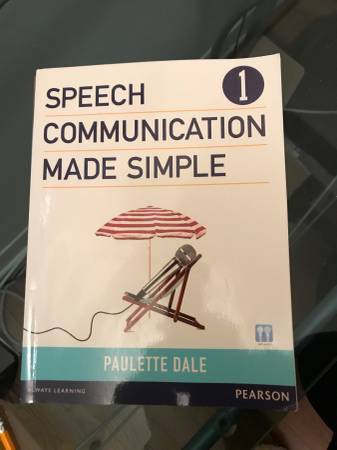 SPEECH
1
COMMUNICATION
MADE SIMPLE
PAULETTE DALE
ALWAYS LEARNING
PEARSON